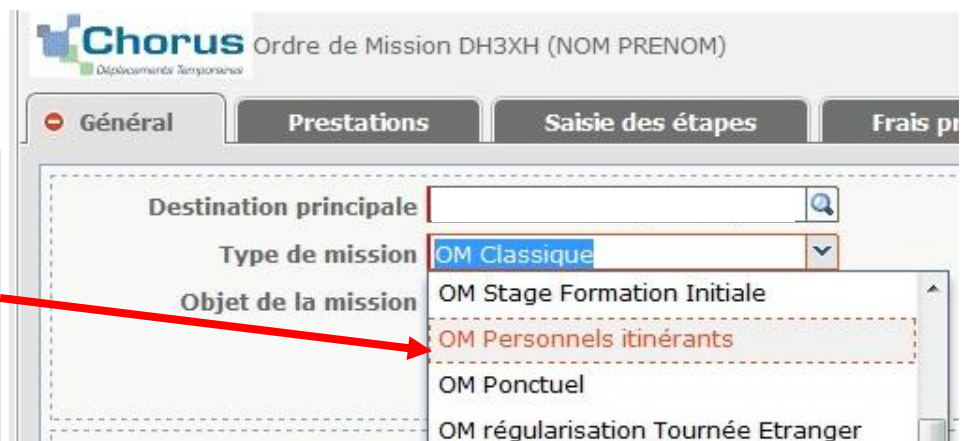 Chorus Ordre de Mission DH3XH (NOM PRENOM)
Déplacements Temporaires
Général Prestations Saisie des étapes Frais pr
Destination principale
Type de mission OM Classique
Objet de la mission OM Stage Formation Initiale
OM Personnels itinérants
OM Ponctuel
OM régularisation Tournée Etranger